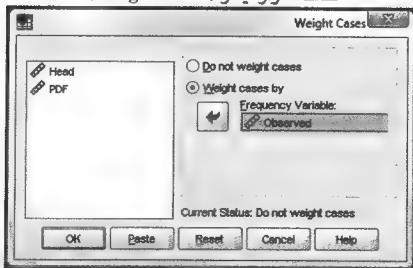 Weight Cases
Head
PDF
Do not weight cases
Weight cases by
Frequency Variable:
Observed
Current Status: Do not weight cases
OK
Paste
Reset
Cancel
Help